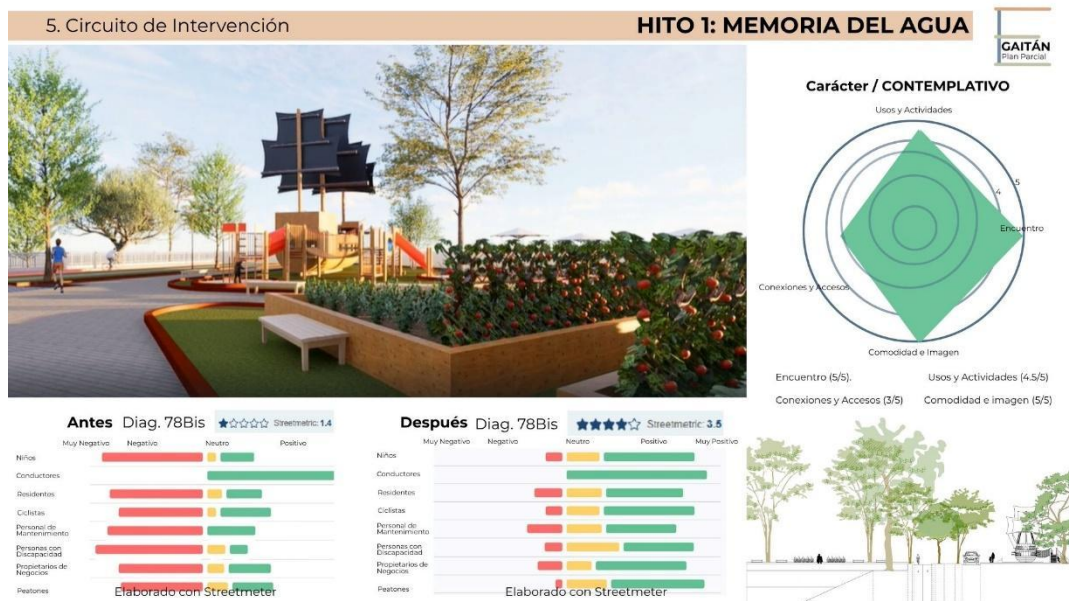 5. Circuito de Intervención
HITO 1: MEMORIA DEL AGUA
GAITÁN
Plan Parcial
Carácter / CONTEMPLATIVO
Usos y Actividades
5
4
Encuentro
Conexiones y Accesos
Comodidad e Imagen
Encuentro (5/5).
Usos y Actividades (4.5/5)
Conexiones y Accesos (3/5)
Comodidad e imagen (5/5)
Antes Diag. 78Bis
Streetmetric: 1.4
Muy Negativo Negativo Neutro Positivo
Niños
Conductores
Residentes
Ciclistas
Personal de
Mantenimiento
Personas con
Discapacidad
Propietarios de
Negocios
Peatones
Elaborado con Streetmeter
Después Diag. 78Bis
Streetmetric: 3.5
Muy Negativo Negativo Neutro Positivo Muy Positivo
Niños
Conductores
Residentes
Ciclistas
Personal de
Mantenimiento
Personas con
Discapacidad
Propietarios de
Negocios
Peatones
Elaborado con Streetmeter